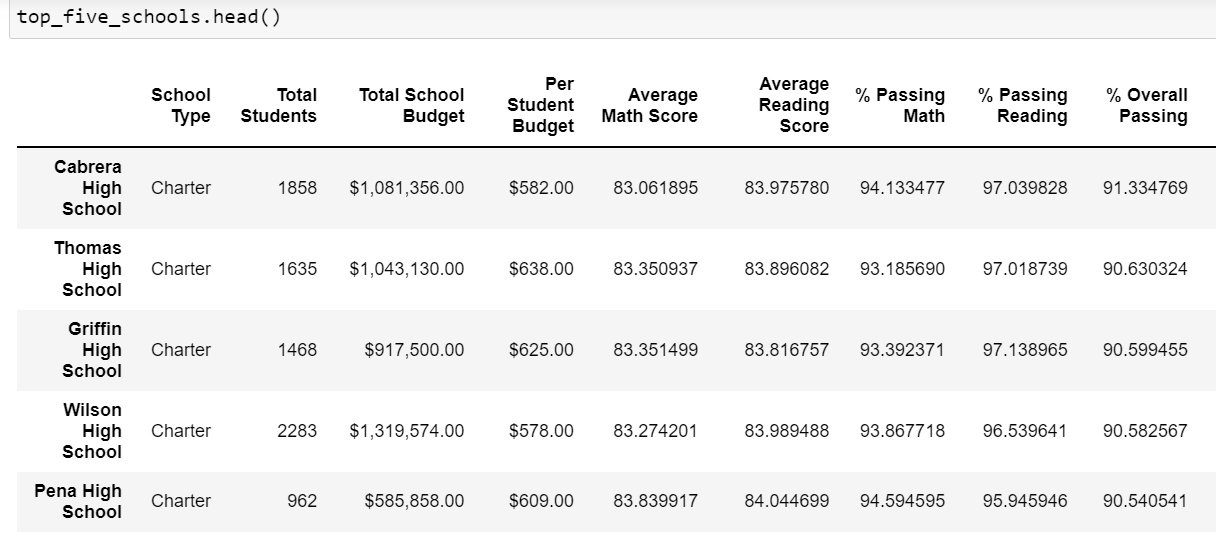 top_five_schools.head()
School Type Total Students Total School Budget Per Student Budget Average Math Score Average Reading Score % Passing Math % Passing Reading % Overall Passing
Cabrera High School Charter 1858 $1,081,356.00 $582.00 83.061895 83.975780 94.133477 97.039828 91.334769
Thomas High School Charter 1635 $1,043,130.00 $638.00 83.350937 83.896082 93.185690 97.018739 90.630324
Griffin High School Charter 1468 $917,500.00 $625.00 83.351499 83.816757 93.392371 97.138965 90.599455
Wilson High School Charter 2283 $1,319,574.00 $578.00 83.274201 83.989488 93.867718 96.539641 90.582567
Pena High School Charter 962 $585,858.00 $609.00 83.839917 84.044699 94.594595 95.945946 90.540541